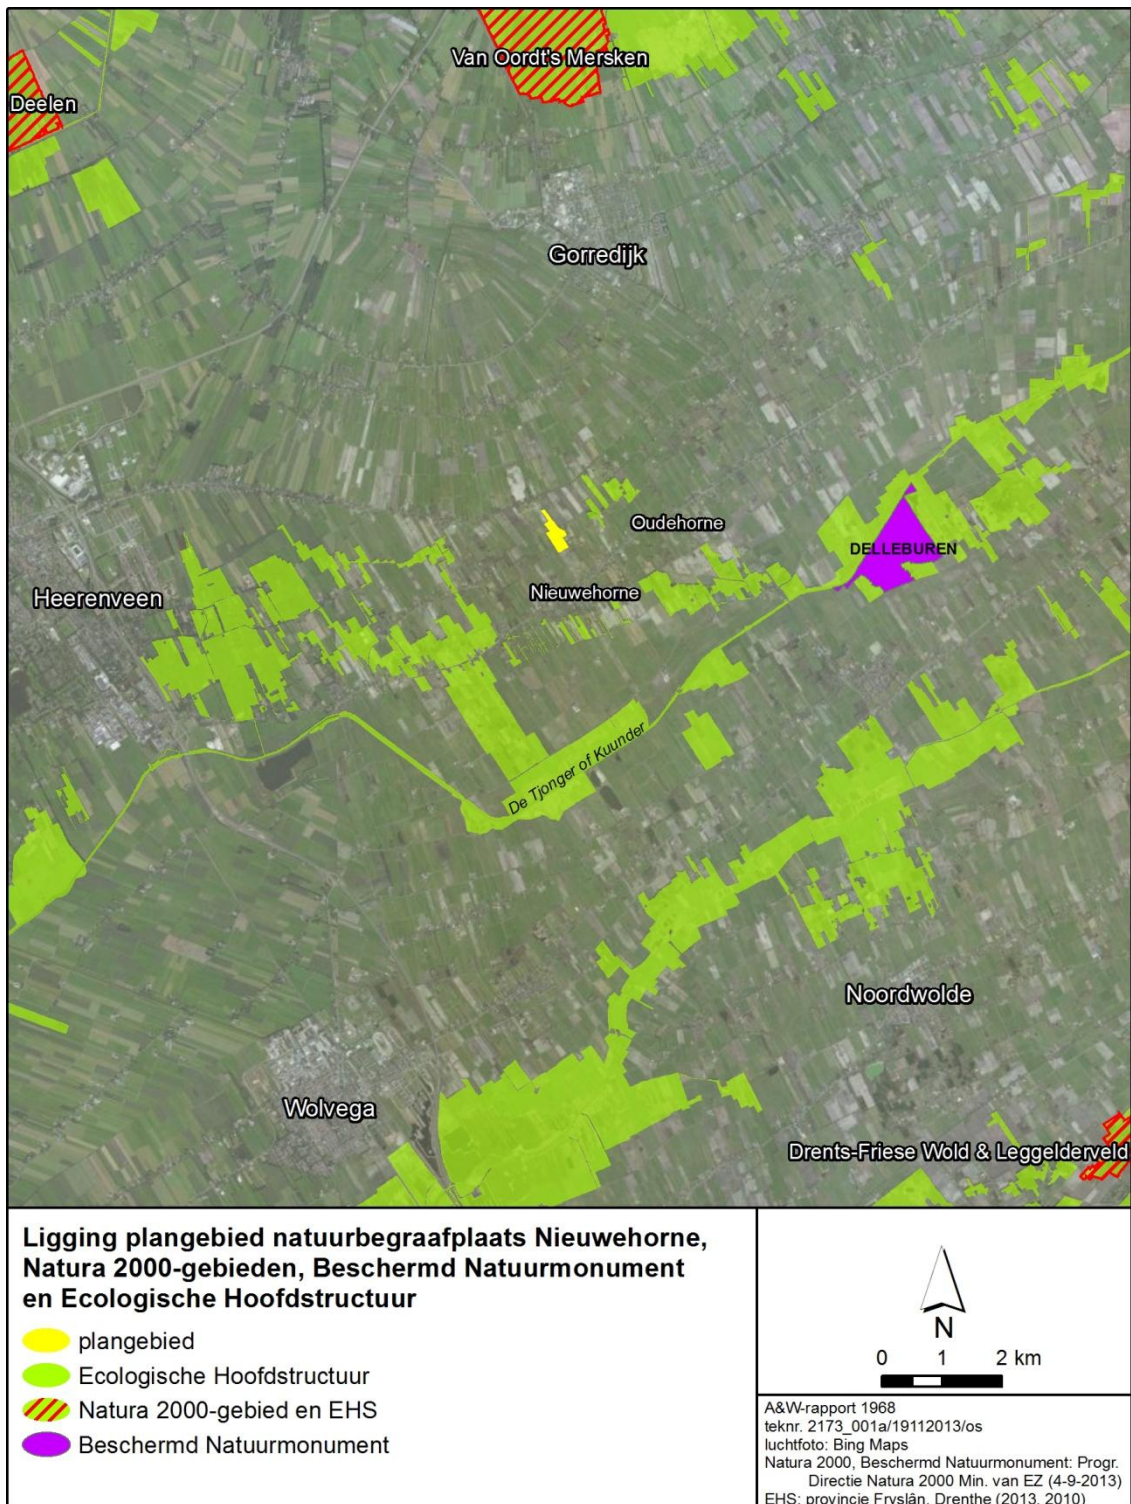 Van Oordt's Mersken
Deelen
Gorredijk
Oudehorne
DELLEBUREN
Nieuwehorne
Heerenveen
De Tjonger of Kuunder
Noordwolde
Wolvega
Drents-Friese Wold & Leggelderveld
Ligging plangebied natuurbegraafplaats Nieuwehorne,
Natura 2000-gebieden, Beschermd Natuurmonument
en Ecologische Hoofdstructuur
plangebied
Ecologische Hoofdstructuur
Natura 2000-gebied en EHS
Beschermd Natuurmonument
N
0 1 2 km
A&W-rapport 1968
teknr. 2173_001a/19112013/os
luchtfoto: Bing Maps
Natura 2000, Beschermd Natuurmonument: Progr.
Directie Natura 2000 Min. van EZ (4-9-2013)
EHS: provincie Fryslân, Drenthe (2013, 2010)